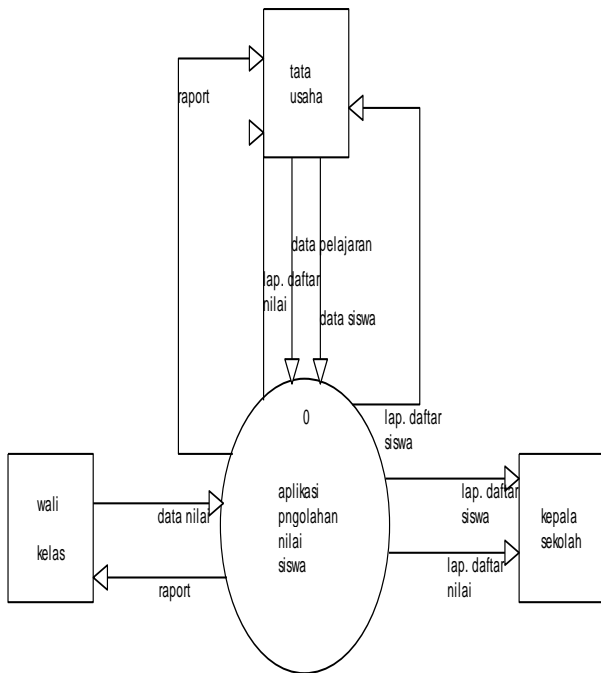 tata
usaha
raport
data pelajaran
lap. daftar
nilai
data siswa
0
lap. daftar
siswa
aplikasi
pngolahan
nilai
siswa
wali
kelas
data nilai
raport
lap. daftar
siswa
kepala
sekolah
lap. daftar
nilai